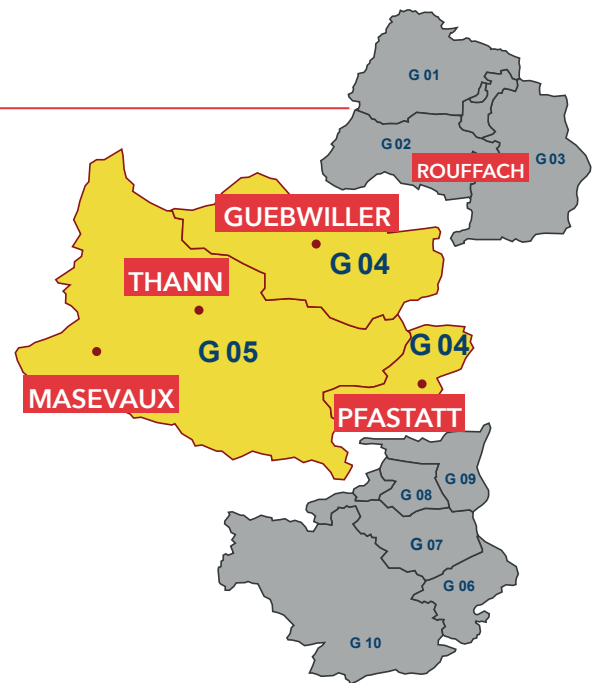 G 01
G 02
G 03
ROUFFACH
GUEBWILLER
G 04
THANN
G 05
G 04
MASEVAUX
PFASTATT
G 09
G 08
G 07
G 06
G 10